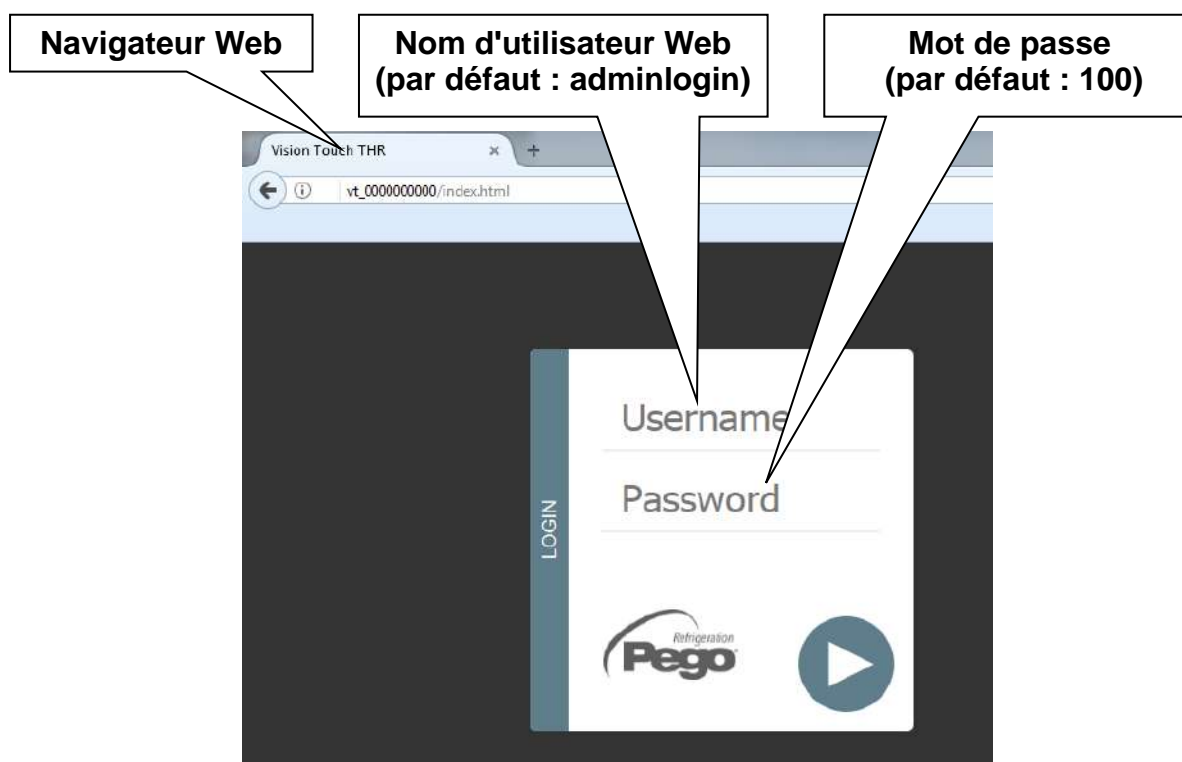 Navigateur Web
Nom d'utilisateur Web
(par défaut : adminlogin)
Mot de passe
(par défaut : 100)
Vision Touch THR
vt_0000000000/index.html
Username
Password
LOGIN
Refrigeration
Pego